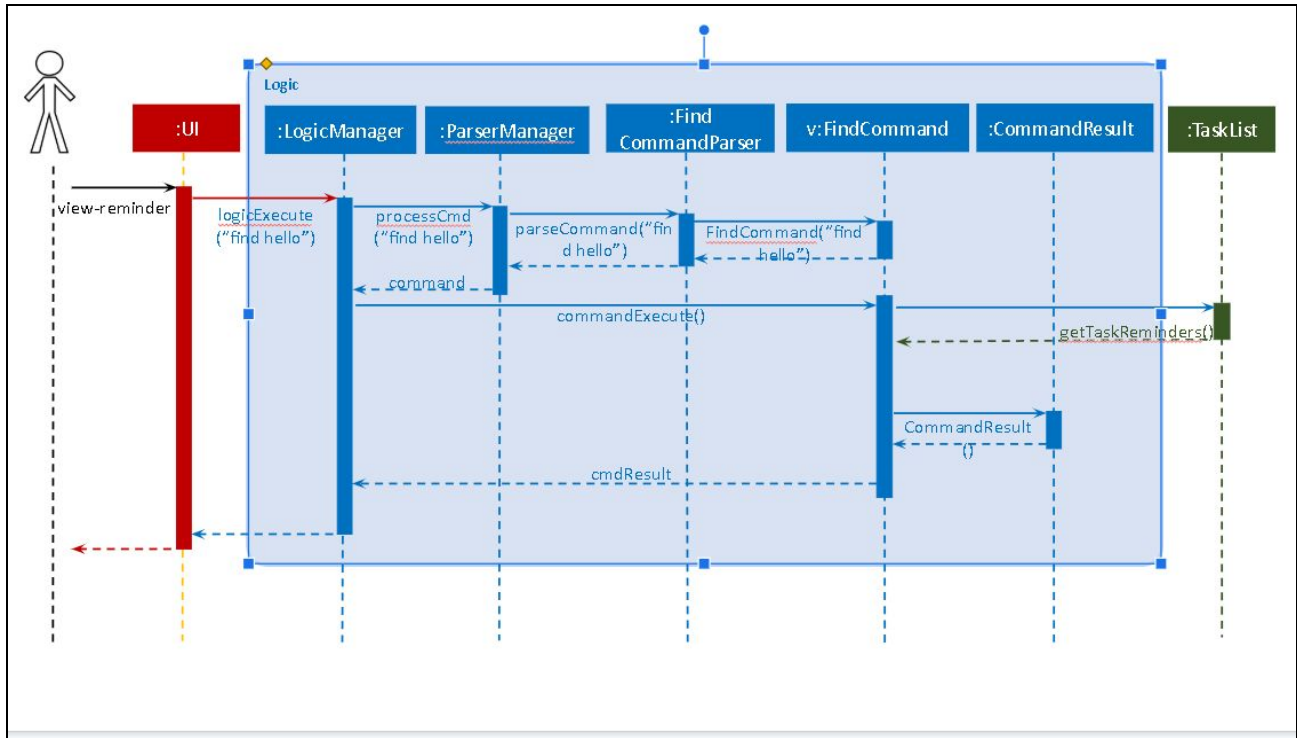 Logic
:UI
:LogicManager
:ParserManager
:Find
CommandParser
v:FindCommand
:CommandResult
:TaskList
view-reminder
logicExecute
("find hello")
processCmd
("find hello")
parseCommand("fin
d hello")
FindCommand("find
hello")
command
commandExecute()
getTaskReminders()
CommandResult
()
cmdResult